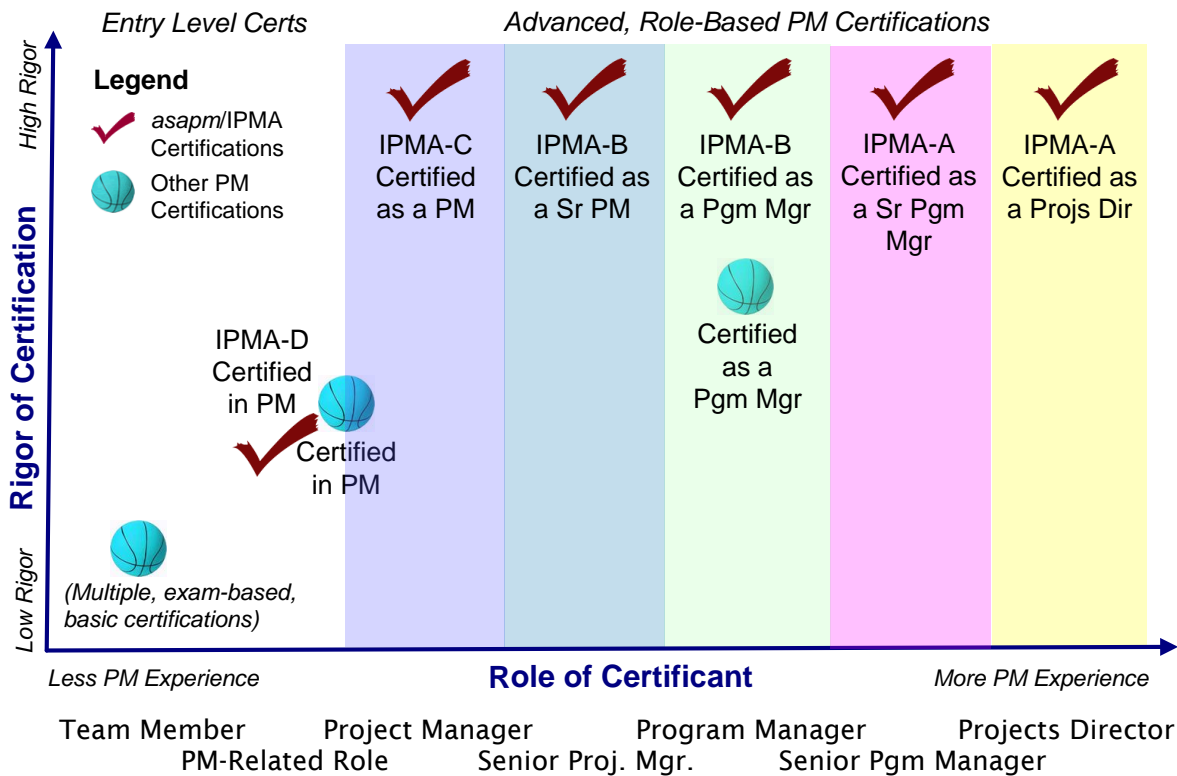 Entry Level Certs
Advanced, Role-Based PM Certifications
High Rigor
Rigor of Certification
Low Rigor
Legend
asapm/IPMA
Certifications
Other PM
Certifications
IPMA-C
Certified
as a PM
IPMA-B
Certified as
a Sr PM
IPMA-B
Certified as
a Pgm Mgr
IPMA-A
Certified as
a Sr Pgm
Mgr
IPMA-A
Certified as
a Projs Dir
Certified
as a
Pgm Mgr
IPMA-D
Certified
in PM
Certified
in PM
(Multiple, exam-based,
basic certifications)
Less PM Experience
Role of Certificant
More PM Experience
Team Member
Project Manager
Program Manager
Projects Director
PM-Related Role
Senior Proj. Mgr.
Senior Pgm Manager